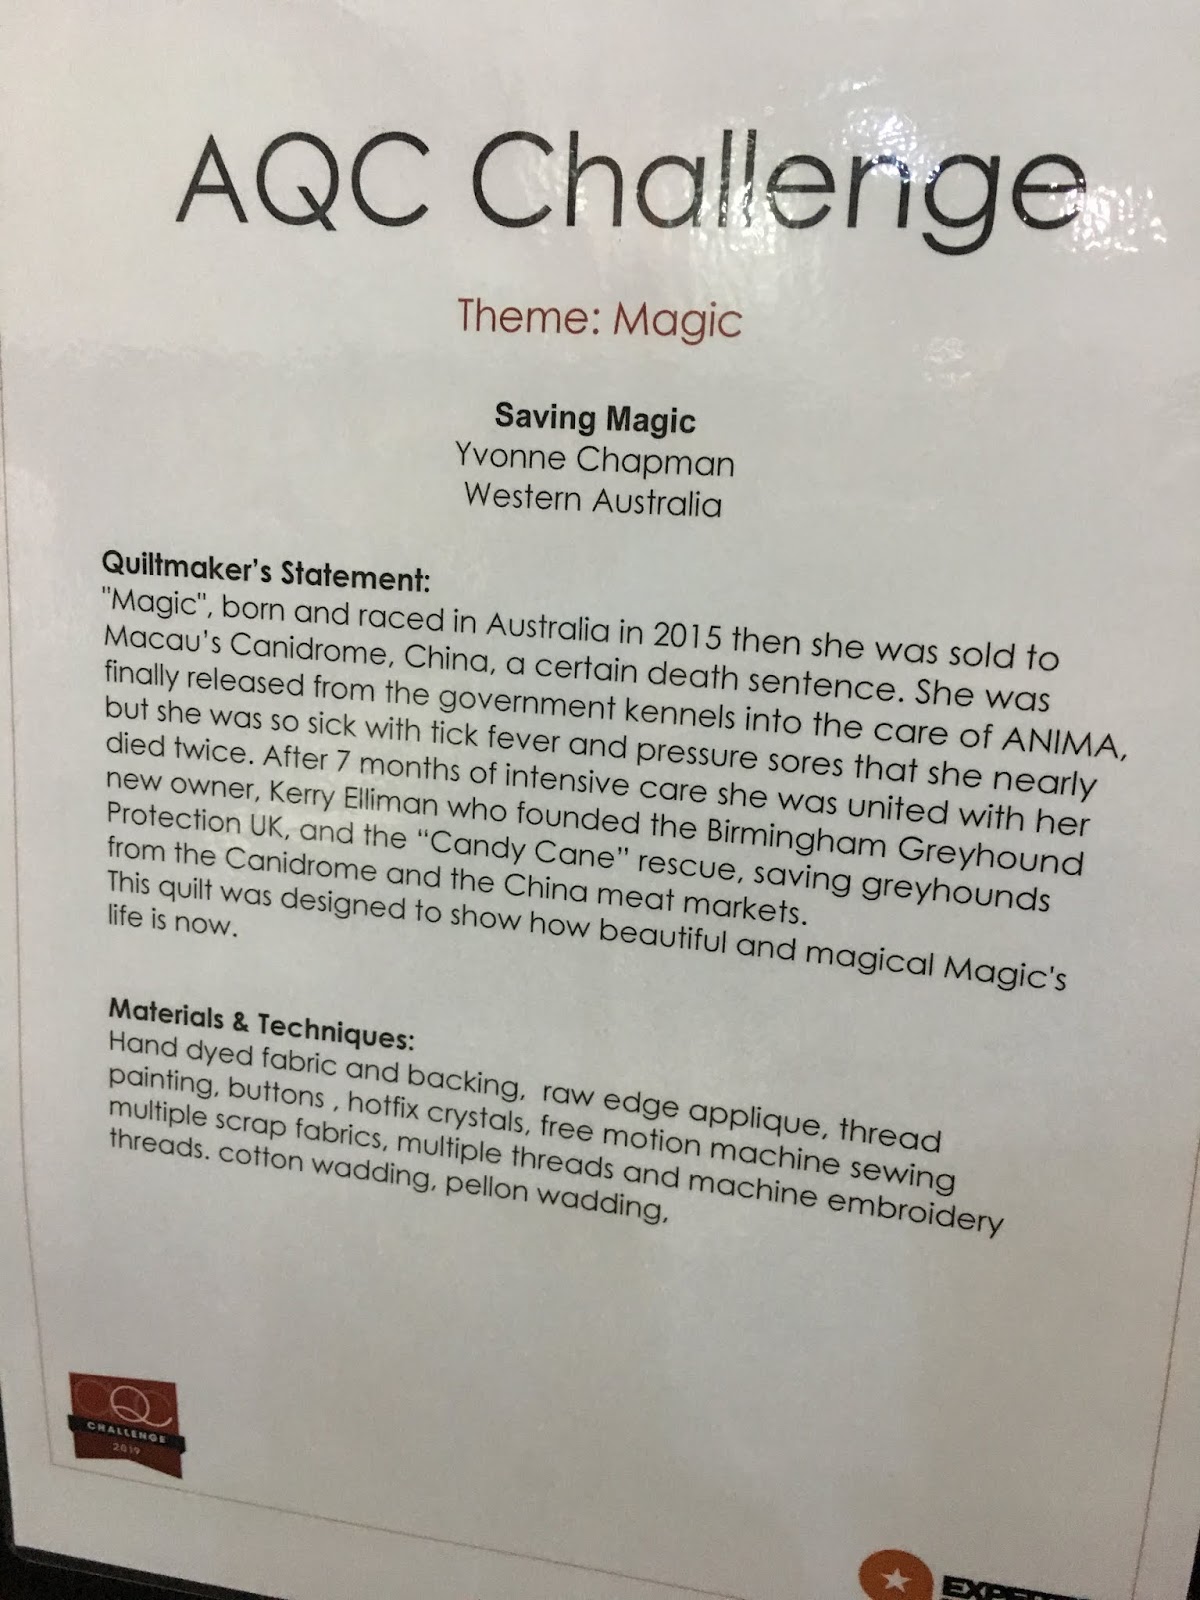 AQC Challenge
Theme: Magic
Saving Magic
Yvonne Chapman
Western Australia
Quiltmaker's Statement:
"Magic", born and raced in Australia in 2015 then she was sold to
Macau's Canidrome, China, a certain death sentence. She was
finally released from the government kennels into the care of ANIMA,
but she was so sick with tick fever and pressure sores that she nearly
died twice. After 7 months of intensive care she was united with her
new owner, Kerry Elliman who founded the Birmingham Greyhound
Protection UK, and the “Candy Cane” rescue, saving greyhounds
from the Canidrome and the China meat markets.
This quilt was designed to show how beautiful and magical Magic's
life is now.
Materials & Techniques:
Hand dyed fabric and backing, raw edge applique, thread
painting, buttons , hotfix crystals, free motion machine sewing
multiple scrap fabrics, multiple threads and machine embroidery
threads. cotton wadding, pellon wadding,
AQC
CHALLENGE
2019